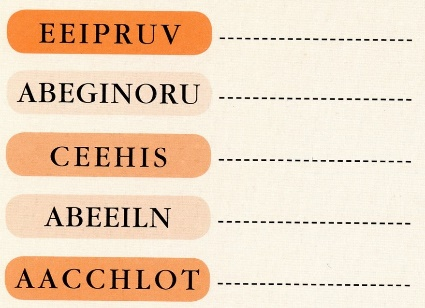 EEIPRUV
ABEGINORU
CEEHIS
ABEEILN
AACCHLOT